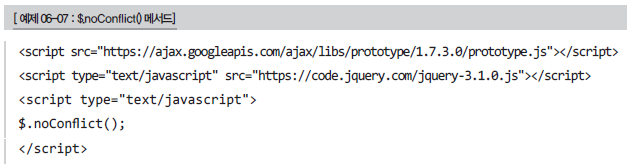 [ 예제 06-07 : $.noConflict() 메서드]
<script src="https://ajax.googleapis.com/ajax/libs/prototype/1.7.3.0/prototype.js"></script>
<script type="text/javascript" src="https://code.jquery.com/jquery-3.1.0.js"></script>
<script type="text/javascript">
$.noConflict();
</script>